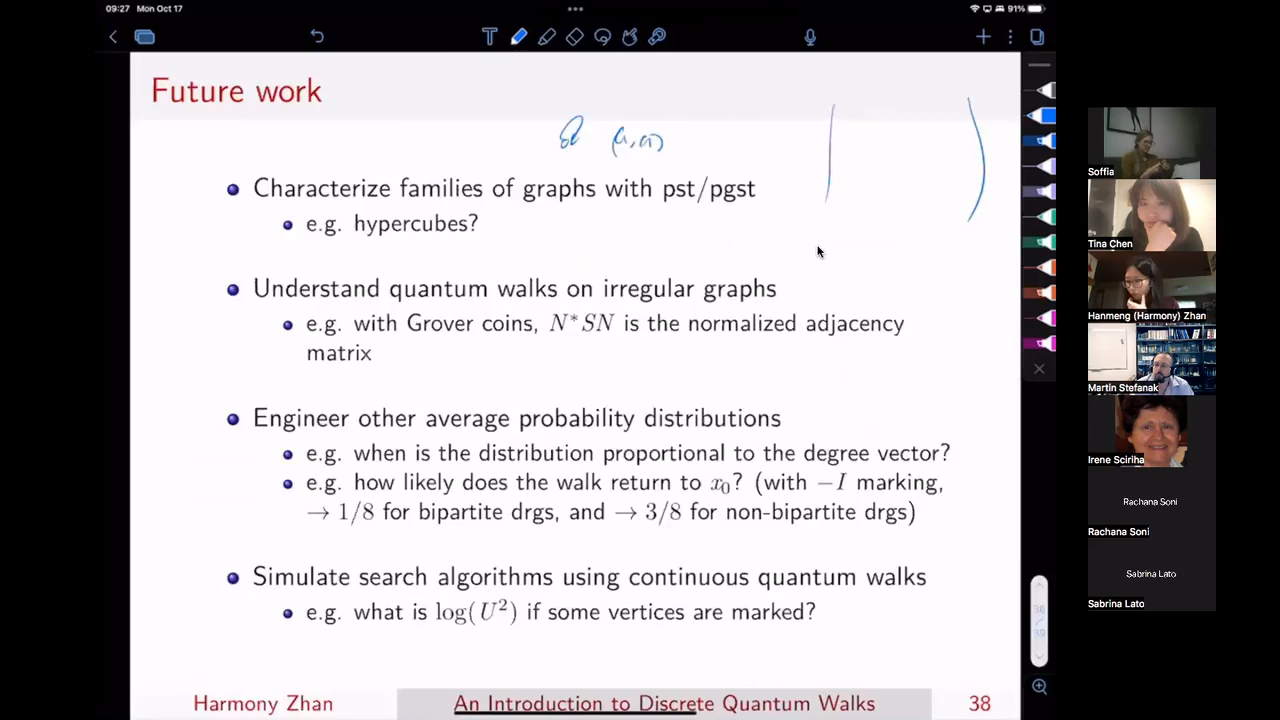 09:27 Mon Oct 17
91%
Future work
(a,a)
Characterize families of graphs with pst/pgst
e.g. hypercubes?
Understand quantum walks on irregular graphs
e.g. with Grover coins, N*SN is the normalized adjacency
matrix
Engineer other average probability distributions
e.g. when is the distribution proportional to the degree vector?
e.g. how likely does the walk return to x₀? (with −I marking,
→ 1/8 for bipartite drgs, and → 3/8 for non-bipartite drgs)
Simulate search algorithms using continuous quantum walks
e.g. what is log(U²) if some vertices are marked?
Harmony Zhan An Introduction to Discrete Quantum Walks 38
38
39
Soffia
Tina Chen
Hanmeng (Harmony) Zhan
Martin Stefanak
Irene Sciriha
Rachana Soni
Rachana Soni
Sabrina Lato
Sabrina Lato